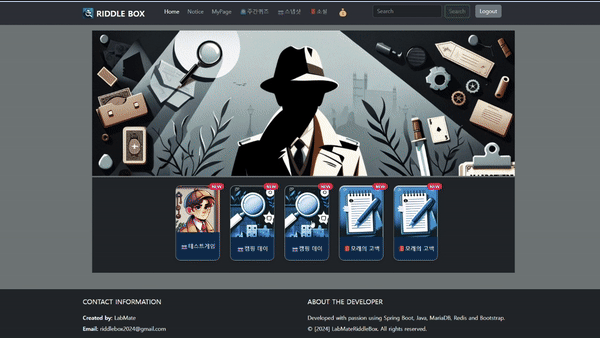 RIDDLE BOX
Home Notice MyPage 주간퀴즈 스냅샷 소설 Search Search Logout
NEW NEW NEW NEW NEW
테스트게임 캠핑 데이 캠핑 데이 모래의 고백 모래의 고백
CONTACT INFORMATION
ABOUT THE DEVELOPER
Created by: LabMate
Developed with passion using Spring Boot, Java, MariaDB, Redis and Bootstrap.
Email: riddlebox2024@gmail.com
© {2024} LabMateRiddleBox. All rights reserved.